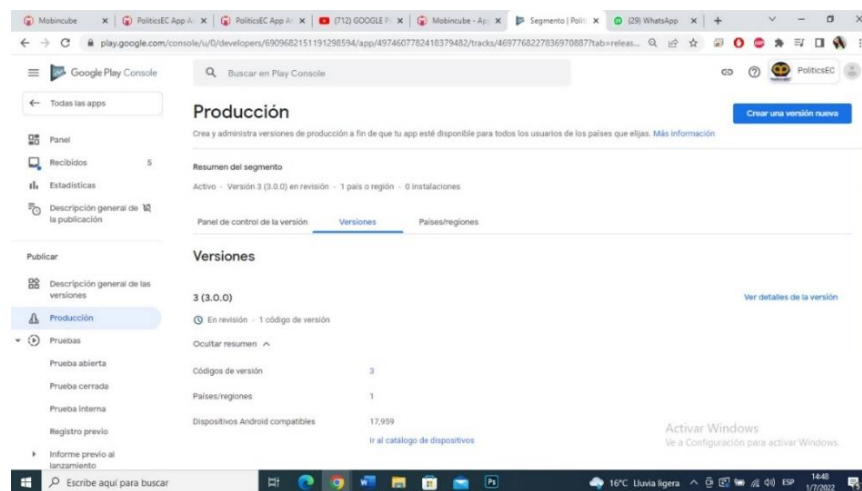 Mobincube
PoliticsEC App A
PoliticsEC App A
(712) GOOGLE P
Mobincube - Ap
Segmento | Polit
(29) WhatsApp
play.google.com/console/u/0/developers/6909682151191298594/app/4974607782418379482/tracks/4697768227836970887?tab=releas...
Google Play Console
Buscar en Play Console
PoliticsEC
Todas las apps
Panel
Recibidos 5
Estadísticas
Descripción general de
la publicación
Publicar
Descripción general de las
versiones
Producción
Pruebas
Prueba abierta
Prueba cerrada
Prueba interna
Registro previo
Informe previo al
lanzamiento
Producción
Crear una versión nueva
Crea y administra versiones de producción a fin de que tu app esté disponible para todos los usuarios de los países que elijas. Más información
Resumen del segmento
Activo · Versión 3 (3.0.0) en revisión · 1 país o región · 0 instalaciones
Panel de control de la versión Versiones Países/regiones
Versiones
3 (3.0.0) Ver detalles de la versión
En revisión · 1 código de versión
Ocultar resumen
Códigos de versión 3
Países/regiones 1
Dispositivos Android compatibles 17,959
Ir al catálogo de dispositivos
Activar Windows
Ve a Configuración para activar Windows.
Escribe aquí para buscar
16°C Lluvia ligera
ESP
14:48
1/7/2022